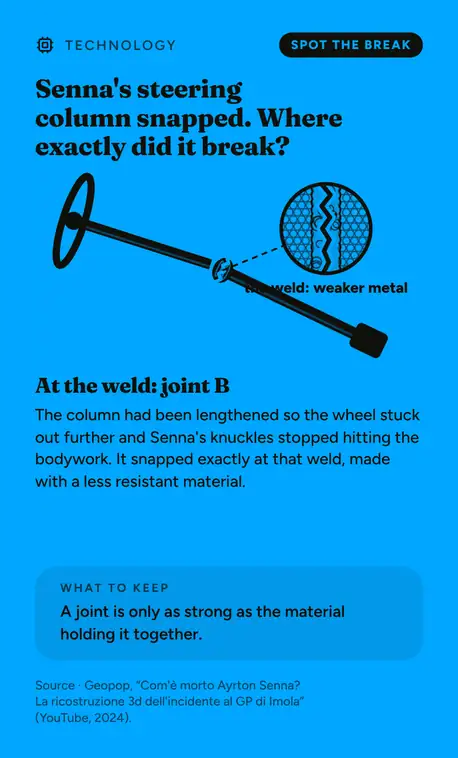 TECHNOLOGY
SPOT THE BREAK
Senna's steering
column snapped. Where
exactly did it break?
the weld: weaker metal
At the weld: joint B
The column had been lengthened so the wheel stuck
out further and Senna's knuckles stopped hitting the
bodywork. It snapped exactly at that weld, made
with a less resistant material.
WHAT TO KEEP
A joint is only as strong as the material
holding it together.
Source · Geopop, “Com'è morto Ayrton Senna?
La ricostruzione 3d dell'incidente al GP di Imola”
(YouTube, 2024).